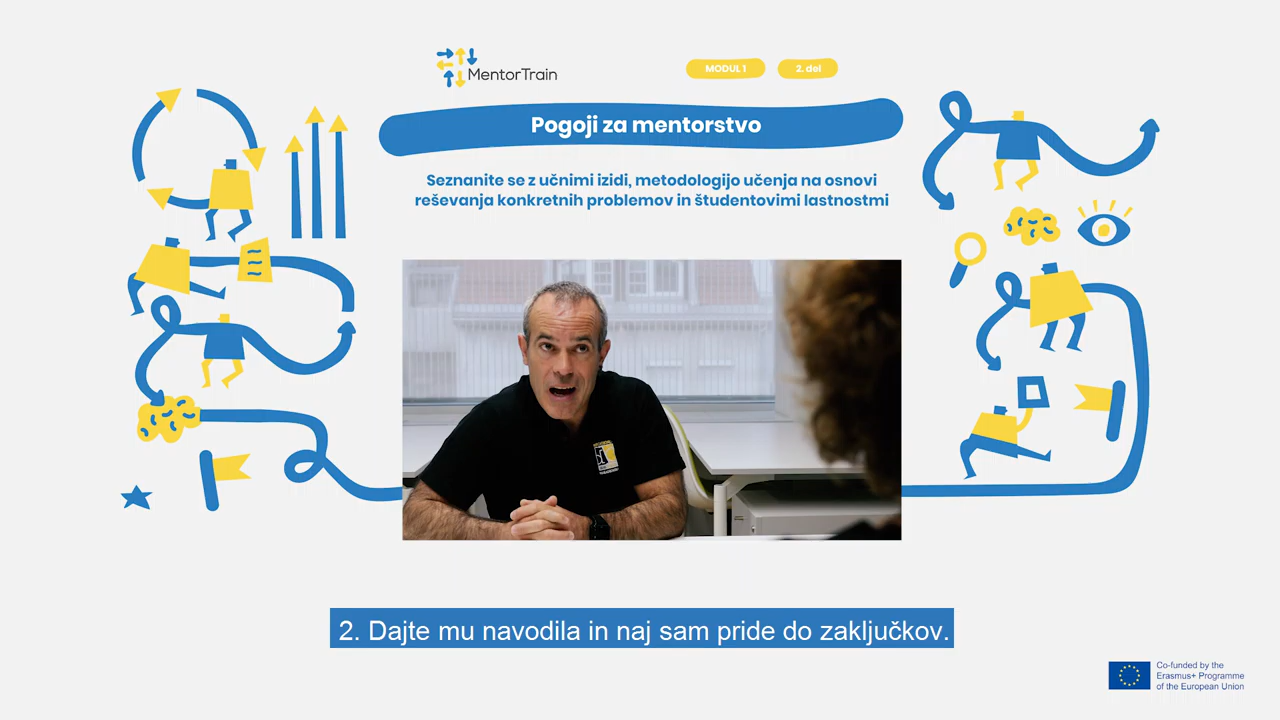 MentorTrain
MODUL 1
2. del
Pogoji za mentorstvo
Seznanite se z učnimi izidi, metodologijo učenja na osnovi
reševanja konkretnih problemov in študentovimi lastnostmi
2. Dajte mu navodila in naj sam pride do zaključkov.
Co-funded by the
Erasmus+ Programme
of the European Union